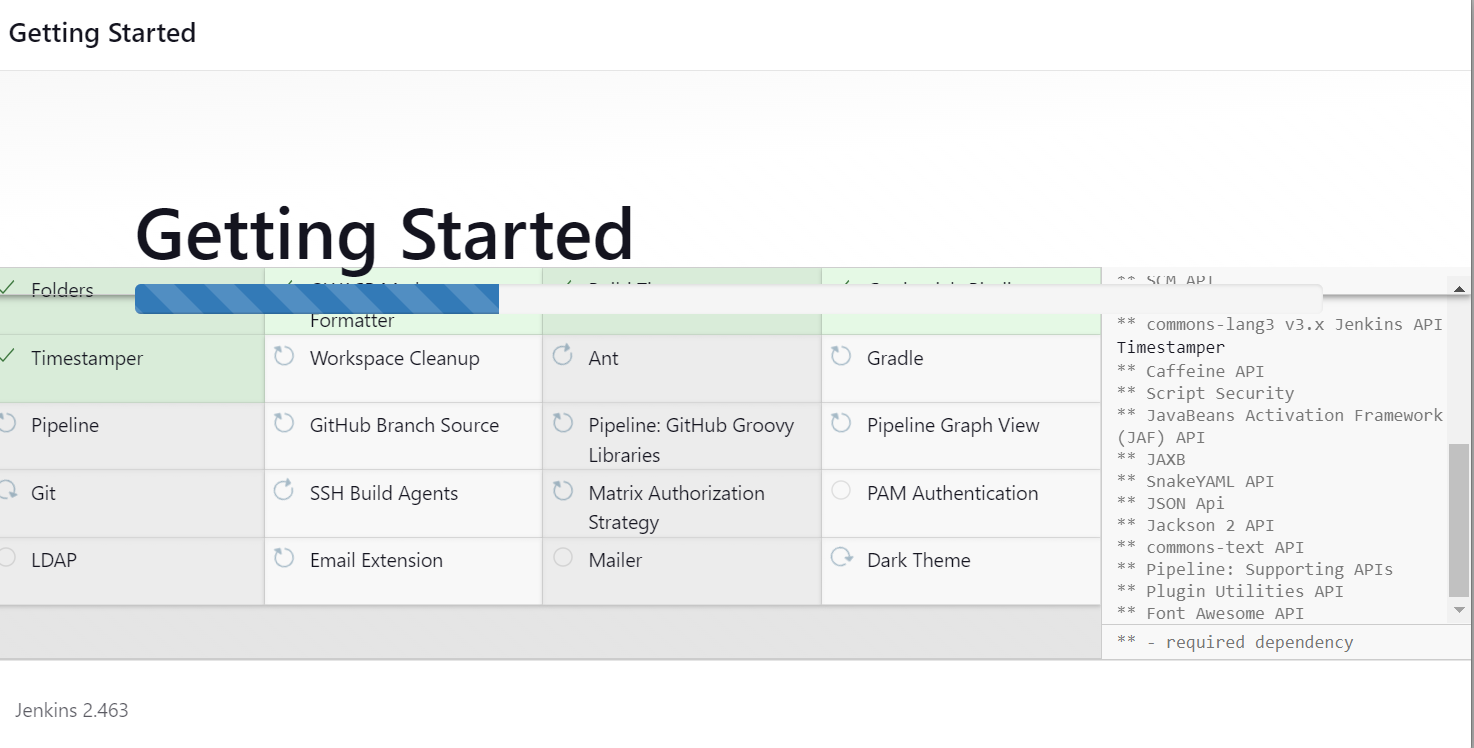 Getting Started
Getting Started
Folders
Formatter
Timestamper
Workspace Cleanup
Ant
Gradle
Pipeline
GitHub Branch Source
Pipeline: GitHub Groovy
Libraries
Pipeline Graph View
Git
SSH Build Agents
Matrix Authorization
Strategy
PAM Authentication
LDAP
Email Extension
Mailer
Dark Theme
** SCM API
** commons-lang3 v3.x Jenkins API
Timestamper
** Caffeine API
** Script Security
** JavaBeans Activation Framework
(JAF) API
** JAXB
** SnakeYAML API
** JSON Api
** Jackson 2 API
** commons-text API
** Pipeline: Supporting APIs
** Plugin Utilities API
** Font Awesome API
** - required dependency
Jenkins 2.463